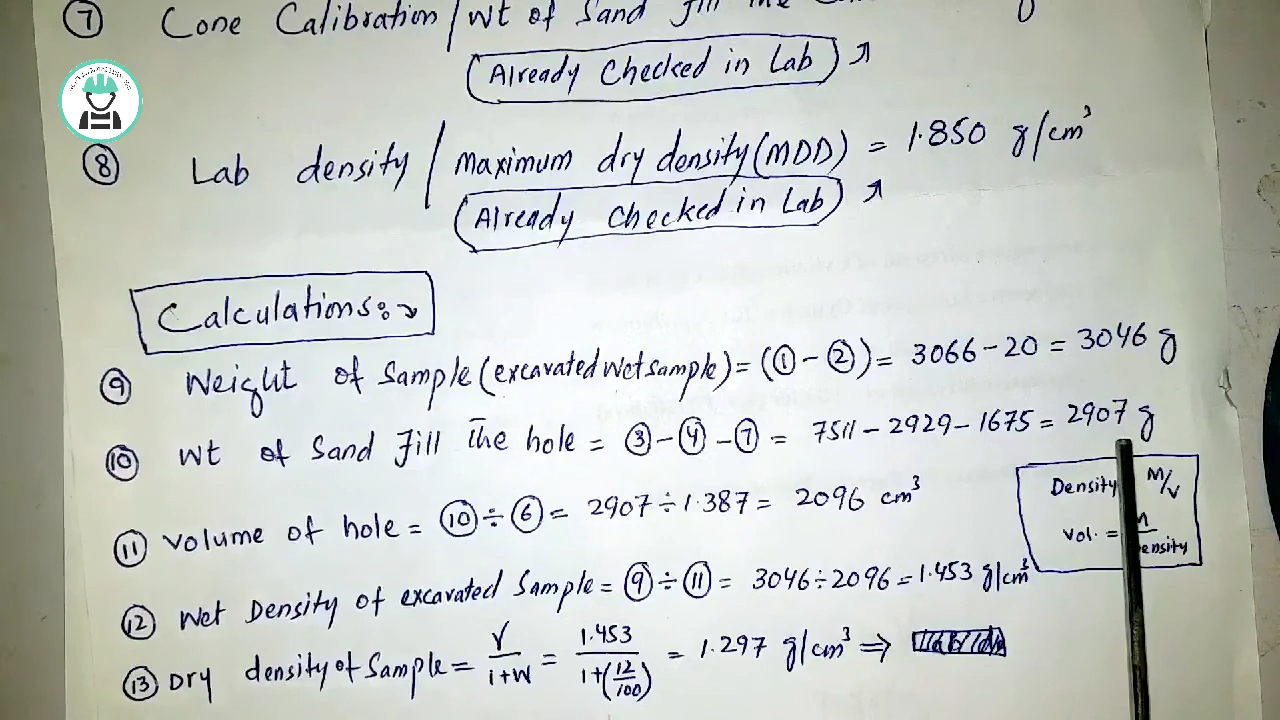 ⑦ Cone Calibration / Wt of Sand fill the
(Already Checked in Lab)
⑧ Lab density / Maximum dry density (MDD) = 1.850 g/cm³
(Already Checked in Lab)
Calculations:
⑨ Weight of Sample (excavated wet sample) = (① - ②) = 3066 - 20 = 3046 g
⑩ Wt of Sand fill The hole = ③ - ④ - ⑦ = 7511 - 2929 - 1675 = 2907 g
Density M/V
⑪ Volume of hole = ⑩ ÷ ⑥ = 2907 ÷ 1.387 = 2096 cm³
Vol. =
⑫ Wet Density of excavated Sample = ⑨ ÷ ⑪ = 3046 ÷ 2096 = 1.453 g/cm³
⑬ Dry density of Sample = γ / 1+W = 1.453 / 1+(12/100) = 1.297 g/cm³ ⇒